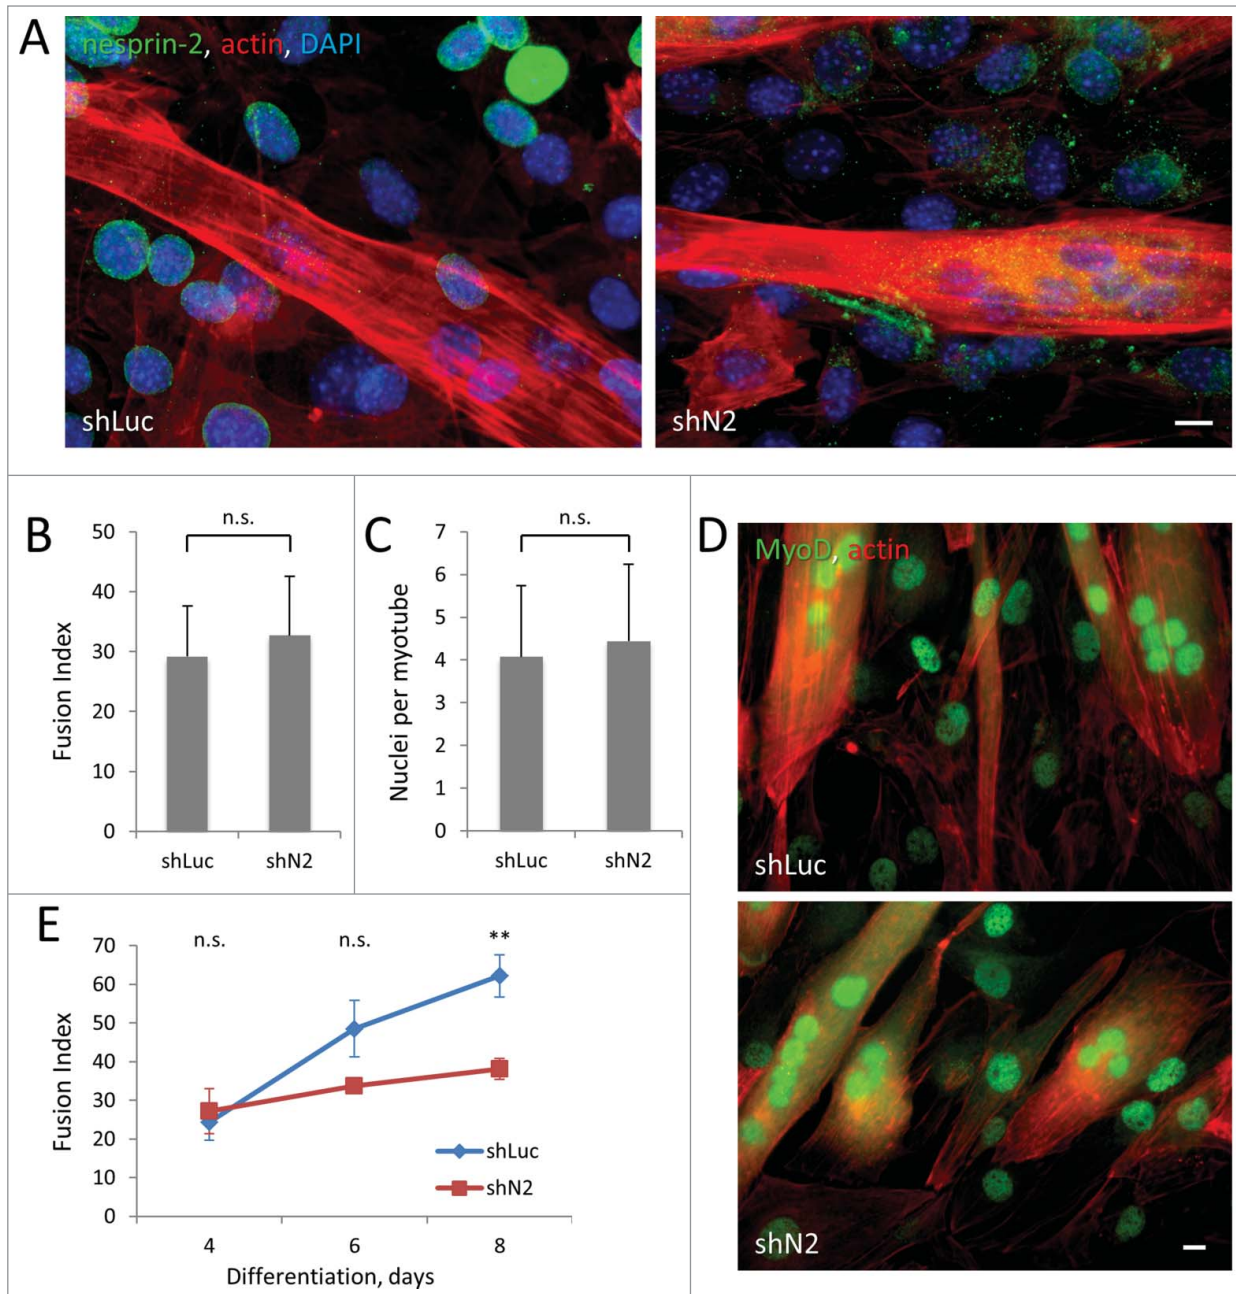 A
nesprin-2, actin, DAPI
shLuc
shN2
B
n.s.
50
40
30
20
10
0
Fusion Index
shLuc shN2
C
n.s.
7
6
5
4
3
2
1
0
Nuclei per myotube
shLuc shN2
D
MyoD, actin
shLuc
shN2
E
n.s. n.s. **
70
60
50
40
30
20
10
0
Fusion Index
shLuc
shN2
4 6 8
Differentiation, days